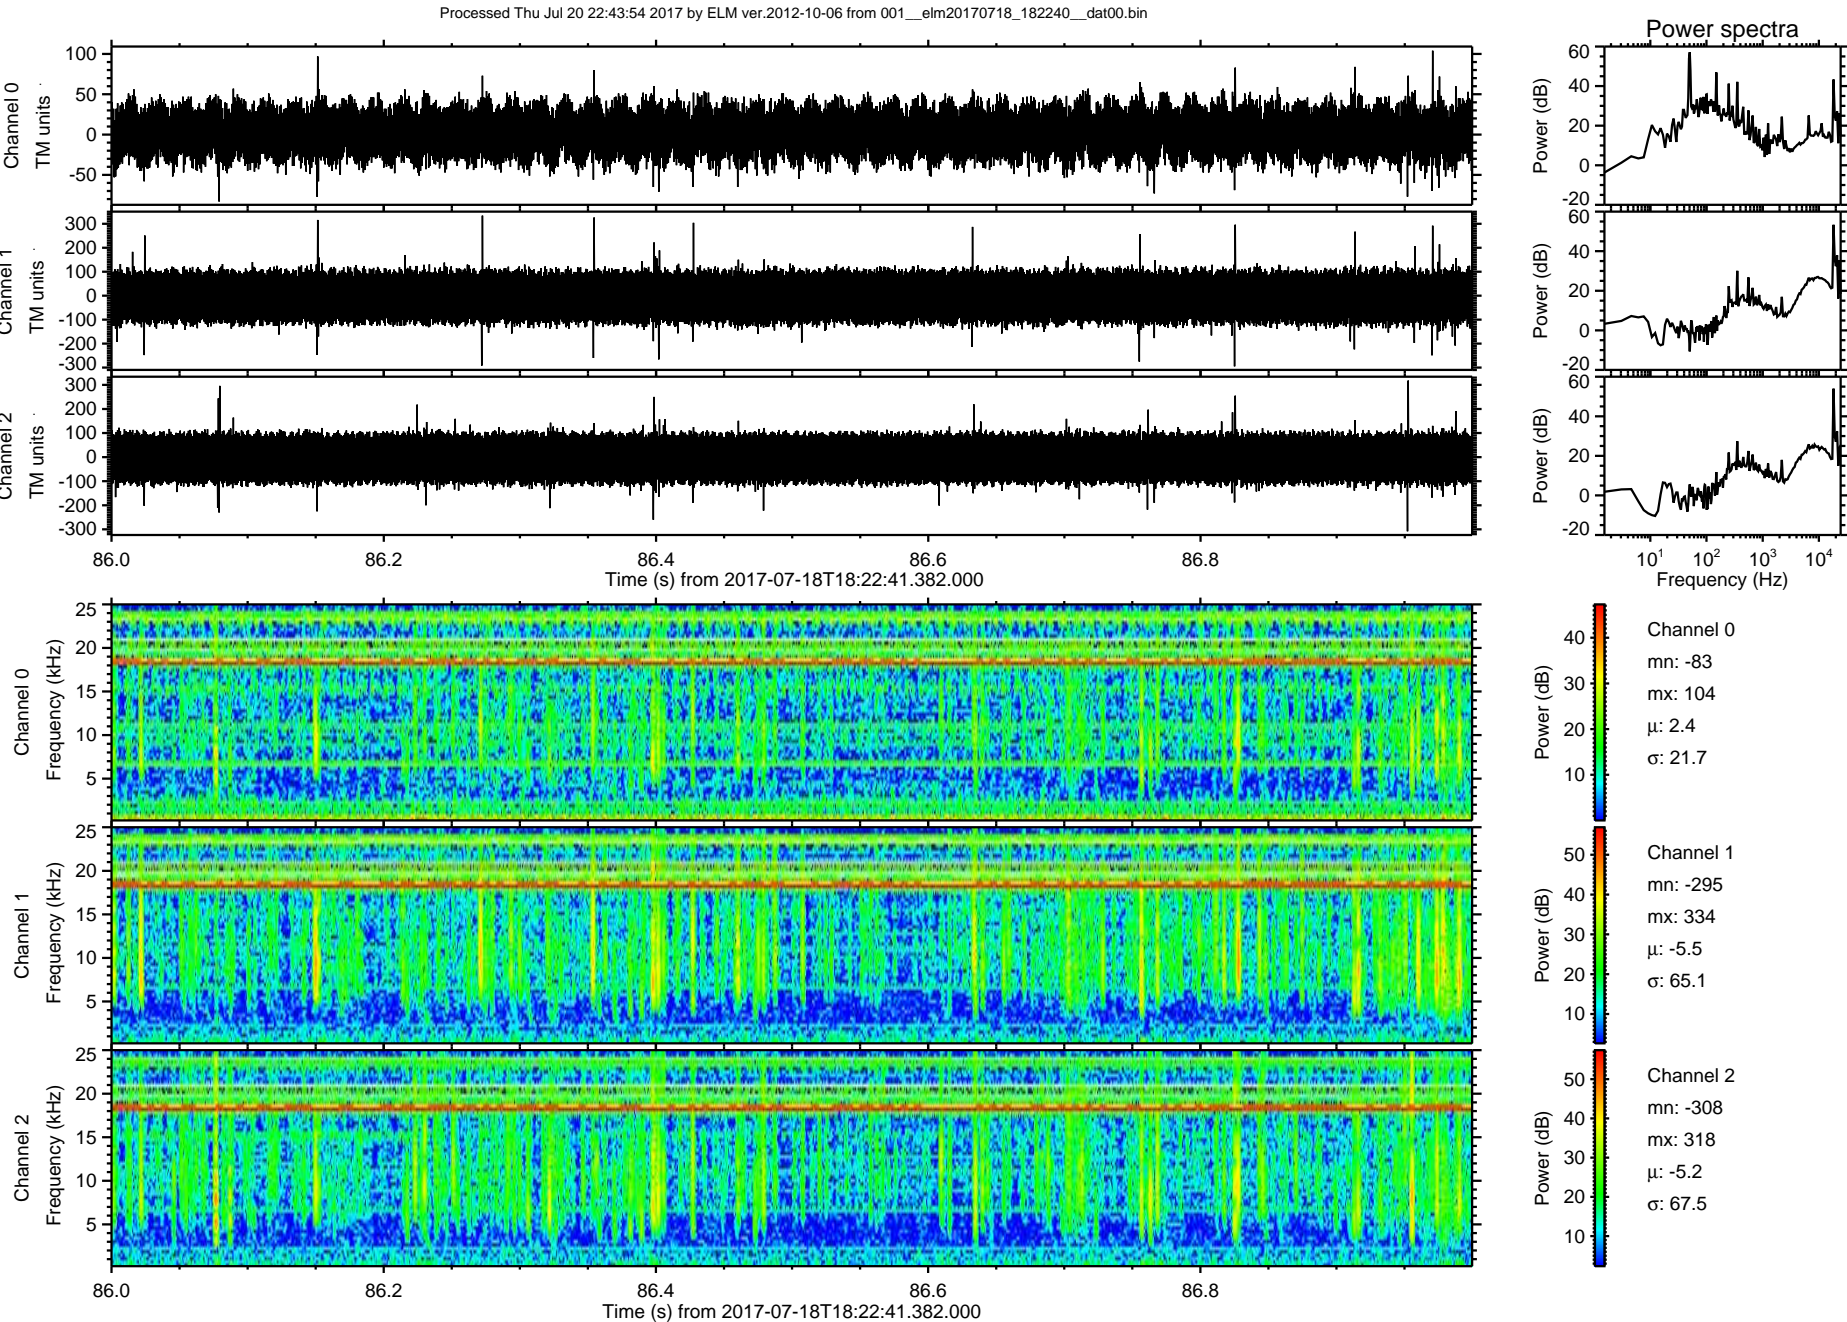 Processed Thu Jul 20 22:43:54 2017 by ELM ver.2012-10-06 from 001__elm20170718_182240__dat00.bin
Power spectra
Channel 0
TM units
100
50
0
-50
Power (dB)
60
40
20
0
-20
Channel 1
TM units
300
200
100
0
-100
-200
-300
Power (dB)
60
40
20
0
-20
Channel 2
TM units
300
200
100
0
-100
-200
-300
Power (dB)
60
40
20
0
-20
86.0 86.2 86.4 86.6 86.8
Time (s) from 2017-07-18T18:22:41.382.000
10^1 10^2 10^3 10^4
Frequency (Hz)
Channel 0
Frequency (kHz)
25
20
15
10
5
Power (dB)
40
30
20
10
Channel 0
mn: -83
mx: 104
μ: 2.4
σ: 21.7
Channel 1
Frequency (kHz)
25
20
15
10
5
Power (dB)
50
40
30
20
10
Channel 1
mn: -295
mx: 334
μ: -5.5
σ: 65.1
Channel 2
Frequency (kHz)
25
20
15
10
5
Power (dB)
50
40
30
20
10
Channel 2
mn: -308
mx: 318
μ: -5.2
σ: 67.5
86.0 86.2 86.4 86.6 86.8
Time (s) from 2017-07-18T18:22:41.382.000